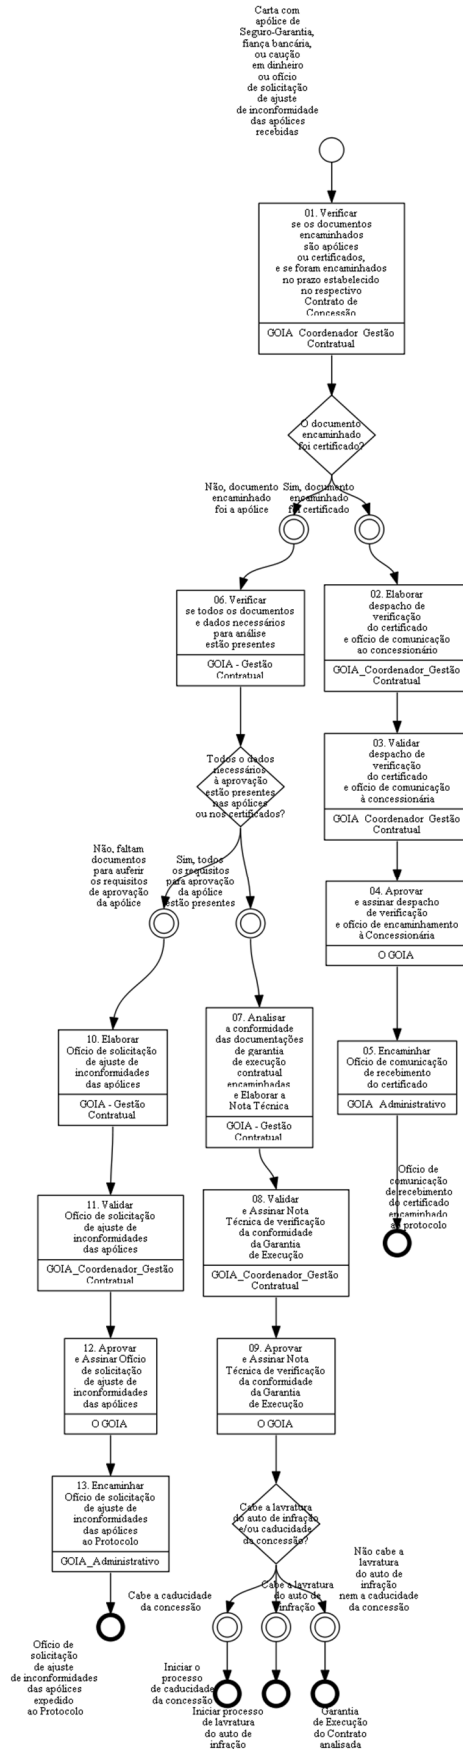 Carta com
apólice de
Seguro-Garantia,
fiança bancária,
ou caução
em dinheiro
ou ofício
de solicitação
de ajuste
de inconformidade
das apólices
recebidas
01. Verificar
se os documentos
encaminhados
são apólices
ou certificados,
e se foram encaminhados
no prazo estabelecido
no respectivo
Contrato de
Concessão
GOIA_Coordenador_Gestão
Contratual
O documento
encaminhado
foi certificado?
Não, documento
encaminhado
foi a apólice
Sim, documento
encaminhado
foi certificado
06. Verificar
se todos os documentos
e dados necessários
para análise
estão presentes
GOIA - Gestão
Contratual
02. Elaborar
despacho de
verificação
do certificado
e ofício de comunicação
ao concessionário
GOIA_Coordenador_Gestão
Contratual
03. Validar
despacho de
verificação
do certificado
e ofício de comunicação
à concessionária
GOIA_Coordenador_Gestão
Contratual
Todos o dados
necessários
à aprovação
estão presentes
nas apólices
ou nos certificados?
Não, faltam
documentos
para auferir
os requisitos
de aprovação
da apólice
Sim, todos
os requisitos
para aprovação
da apólice
estão presentes
04. Aprovar
e assinar despacho
de verificação
e ofício de encaminhamento
à Concessionária
O GOIA
07. Analisar
a conformidade
das documentações
de garantia
de execução
contratual
encaminhadas
e Elaborar a
Nota Técnica
GOIA - Gestão
Contratual
10. Elaborar
Ofício de solicitação
de ajuste de
inconformidades
das apólices
GOIA - Gestão
Contratual
05. Encaminhar
Ofício de comunicação
de recebimento
do certificado
GOIA_Administrativo
Ofício de
comunicação
de recebimento
do certificado
encaminhado
ao protocolo
11. Validar
Ofício de solicitação
de ajuste de
inconformidades
das apólices
GOIA_Coordenador_Gestão
Contratual
08. Validar
e Assinar Nota
Técnica de verificação
da conformidade
da Garantia
de Execução
GOIA_Coordenador_Gestão
Contratual
12. Aprovar
e Assinar Ofício
de solicitação
de ajuste de
inconformidades
das apólices
O GOIA
09. Aprovar
e Assinar Nota
Técnica de verificação
da conformidade
da Garantia
de Execução
O GOIA
13. Encaminhar
Ofício de solicitação
de ajuste de
inconformidades
das apólices
ao Protocolo
GOIA_Administrativo
Cabe a lavratura
do auto de infração
e/ou caducidade
da concessão?
Cabe a caducidade
da concessão
Cabe a lavratura
do auto de
infração
Não cabe a
lavratura
do auto de
infração
nem a caducidade
da concessão
Ofício de
solicitação
de ajuste
de inconformidades
das apólices
expedido
ao Protocolo
Iniciar o
processo
de caducidade
da concessão
Iniciar processo
de lavratura
do auto de
infração
Garantia
de Execução
do Contrato
analisada